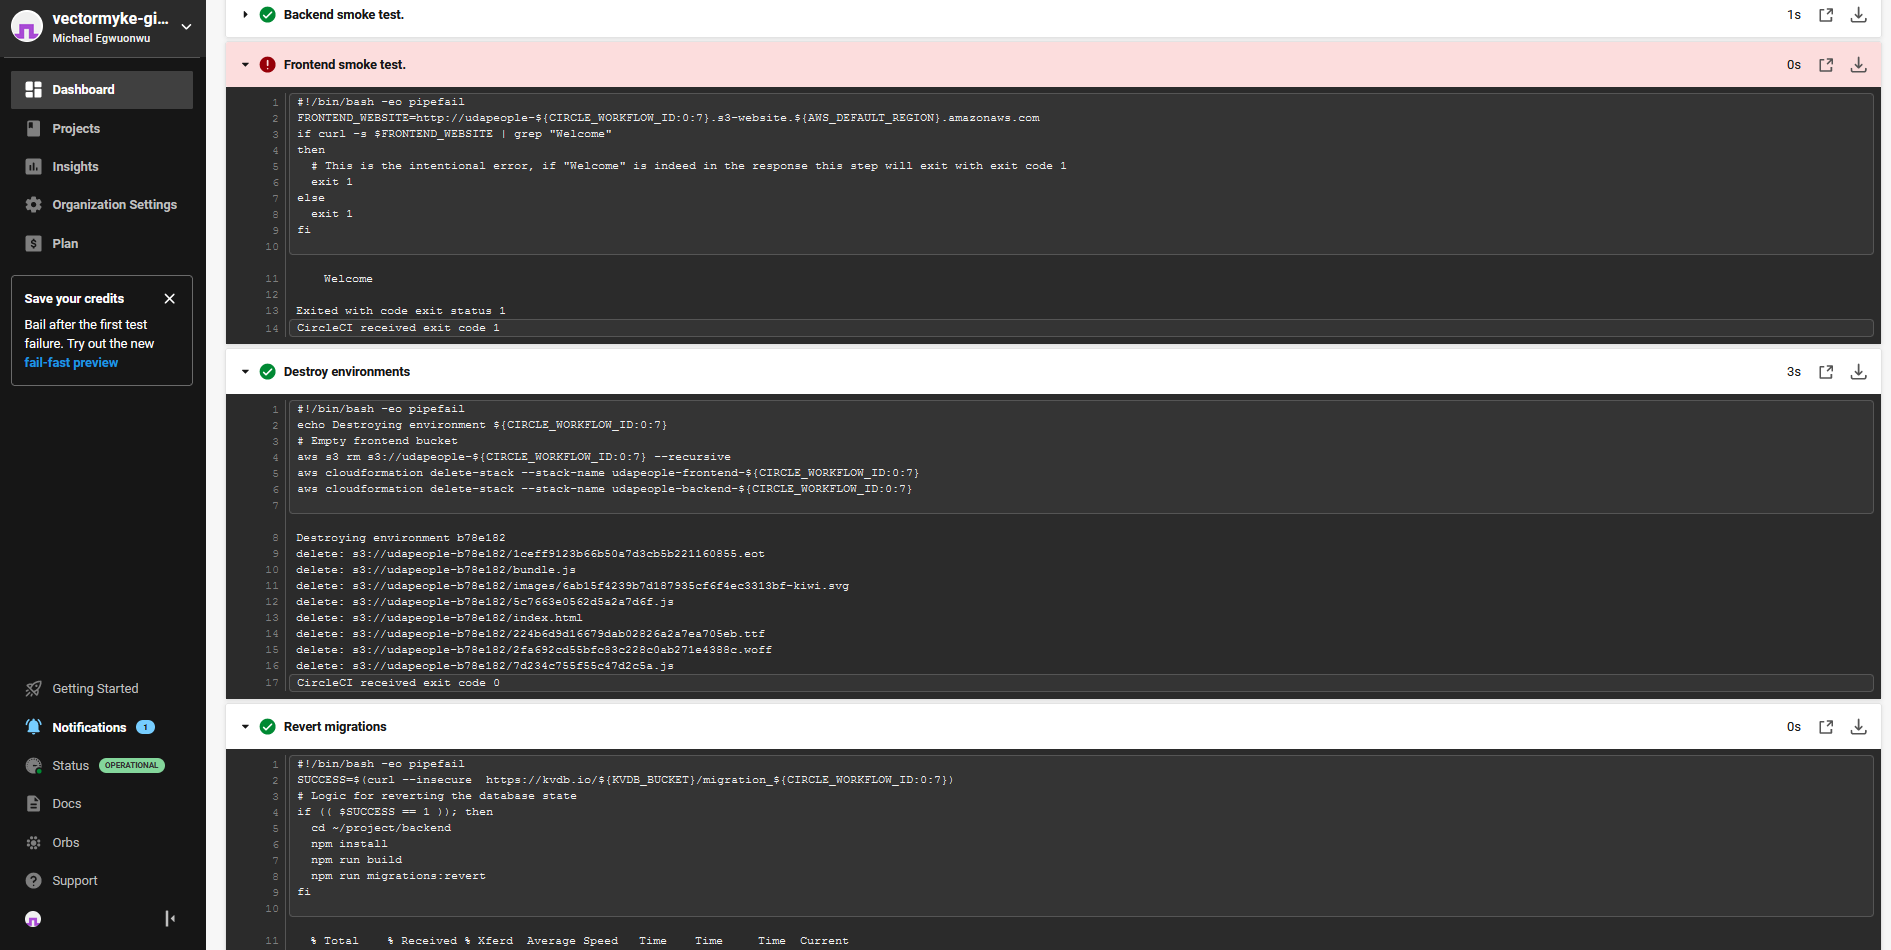 vectormyke-gi...
Michael Egwuonwu
Dashboard
Projects
Insights
Organization Settings
Plan
Save your credits
Bail after the first test
failure. Try out the new
fail-fast preview
Getting Started
Notifications 1
Status OPERATIONAL
Docs
Orbs
Support
Backend smoke test.
1s
Frontend smoke test.
0s
1 #!/bin/bash -eo pipefail
2 FRONTEND_WEBSITE=http://udapeople-${CIRCLE_WORKFLOW_ID:0:7}.s3-website.${AWS_DEFAULT_REGION}.amazonaws.com
3 if curl -s $FRONTEND_WEBSITE | grep "Welcome"
4 then
5 # This is the intentional error, if "Welcome" is indeed in the response this step will exit with exit code 1
6 exit 1
7 else
8 exit 1
9 fi
10
11 Welcome
12
13 Exited with code exit status 1
14 CircleCI received exit code 1
Destroy environments
3s
1 #!/bin/bash -eo pipefail
2 echo Destroying environment ${CIRCLE_WORKFLOW_ID:0:7}
3 # Empty frontend bucket
4 aws s3 rm s3://udapeople-${CIRCLE_WORKFLOW_ID:0:7} --recursive
5 aws cloudformation delete-stack --stack-name udapeople-frontend-${CIRCLE_WORKFLOW_ID:0:7}
6 aws cloudformation delete-stack --stack-name udapeople-backend-${CIRCLE_WORKFLOW_ID:0:7}
7
8 Destroying environment b78e182
9 delete: s3://udapeople-b78e182/1ceff9123b66b50a7d3cb5b221160855.eot
10 delete: s3://udapeople-b78e182/bundle.js
11 delete: s3://udapeople-b78e182/images/6ab15f4239b7d187935cf6f4ec3313bf-kiwi.svg
12 delete: s3://udapeople-b78e182/5c7663e0562d5a2a7d6f.js
13 delete: s3://udapeople-b78e182/index.html
14 delete: s3://udapeople-b78e182/224b6d9d16679dab02826a2a7ea705eb.ttf
15 delete: s3://udapeople-b78e182/2fa692cd55bfc83c228c0ab271e4388c.woff
16 delete: s3://udapeople-b78e182/7d234c755f55c47d2c5a.js
17 CircleCI received exit code 0
Revert migrations
0s
1 #!/bin/bash -eo pipefail
2 SUCCESS=$(curl --insecure  https://kvdb.io/${KVDB_BUCKET}/migration_${CIRCLE_WORKFLOW_ID:0:7})
3 # Logic for reverting the database state
4 if (( $SUCCESS == 1 )); then
5 cd ~/project/backend
6 npm install
7 npm run build
8 npm run migrations:revert
9 fi
10
11 % Total % Received % Xferd Average Speed Time Time Time Current